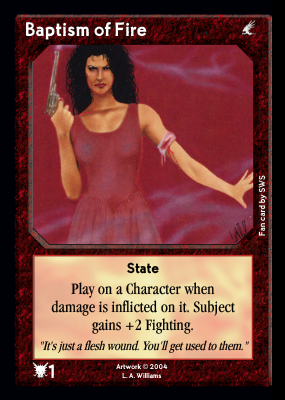 Baptism of Fire
Fan card by SWS
State
Play on a Character when
damage is inflicted on it. Subject
gains +2 Fighting.
"It's just a flesh wound. You'll get used to them."
1
Artwork © 2004
L. A. Williams